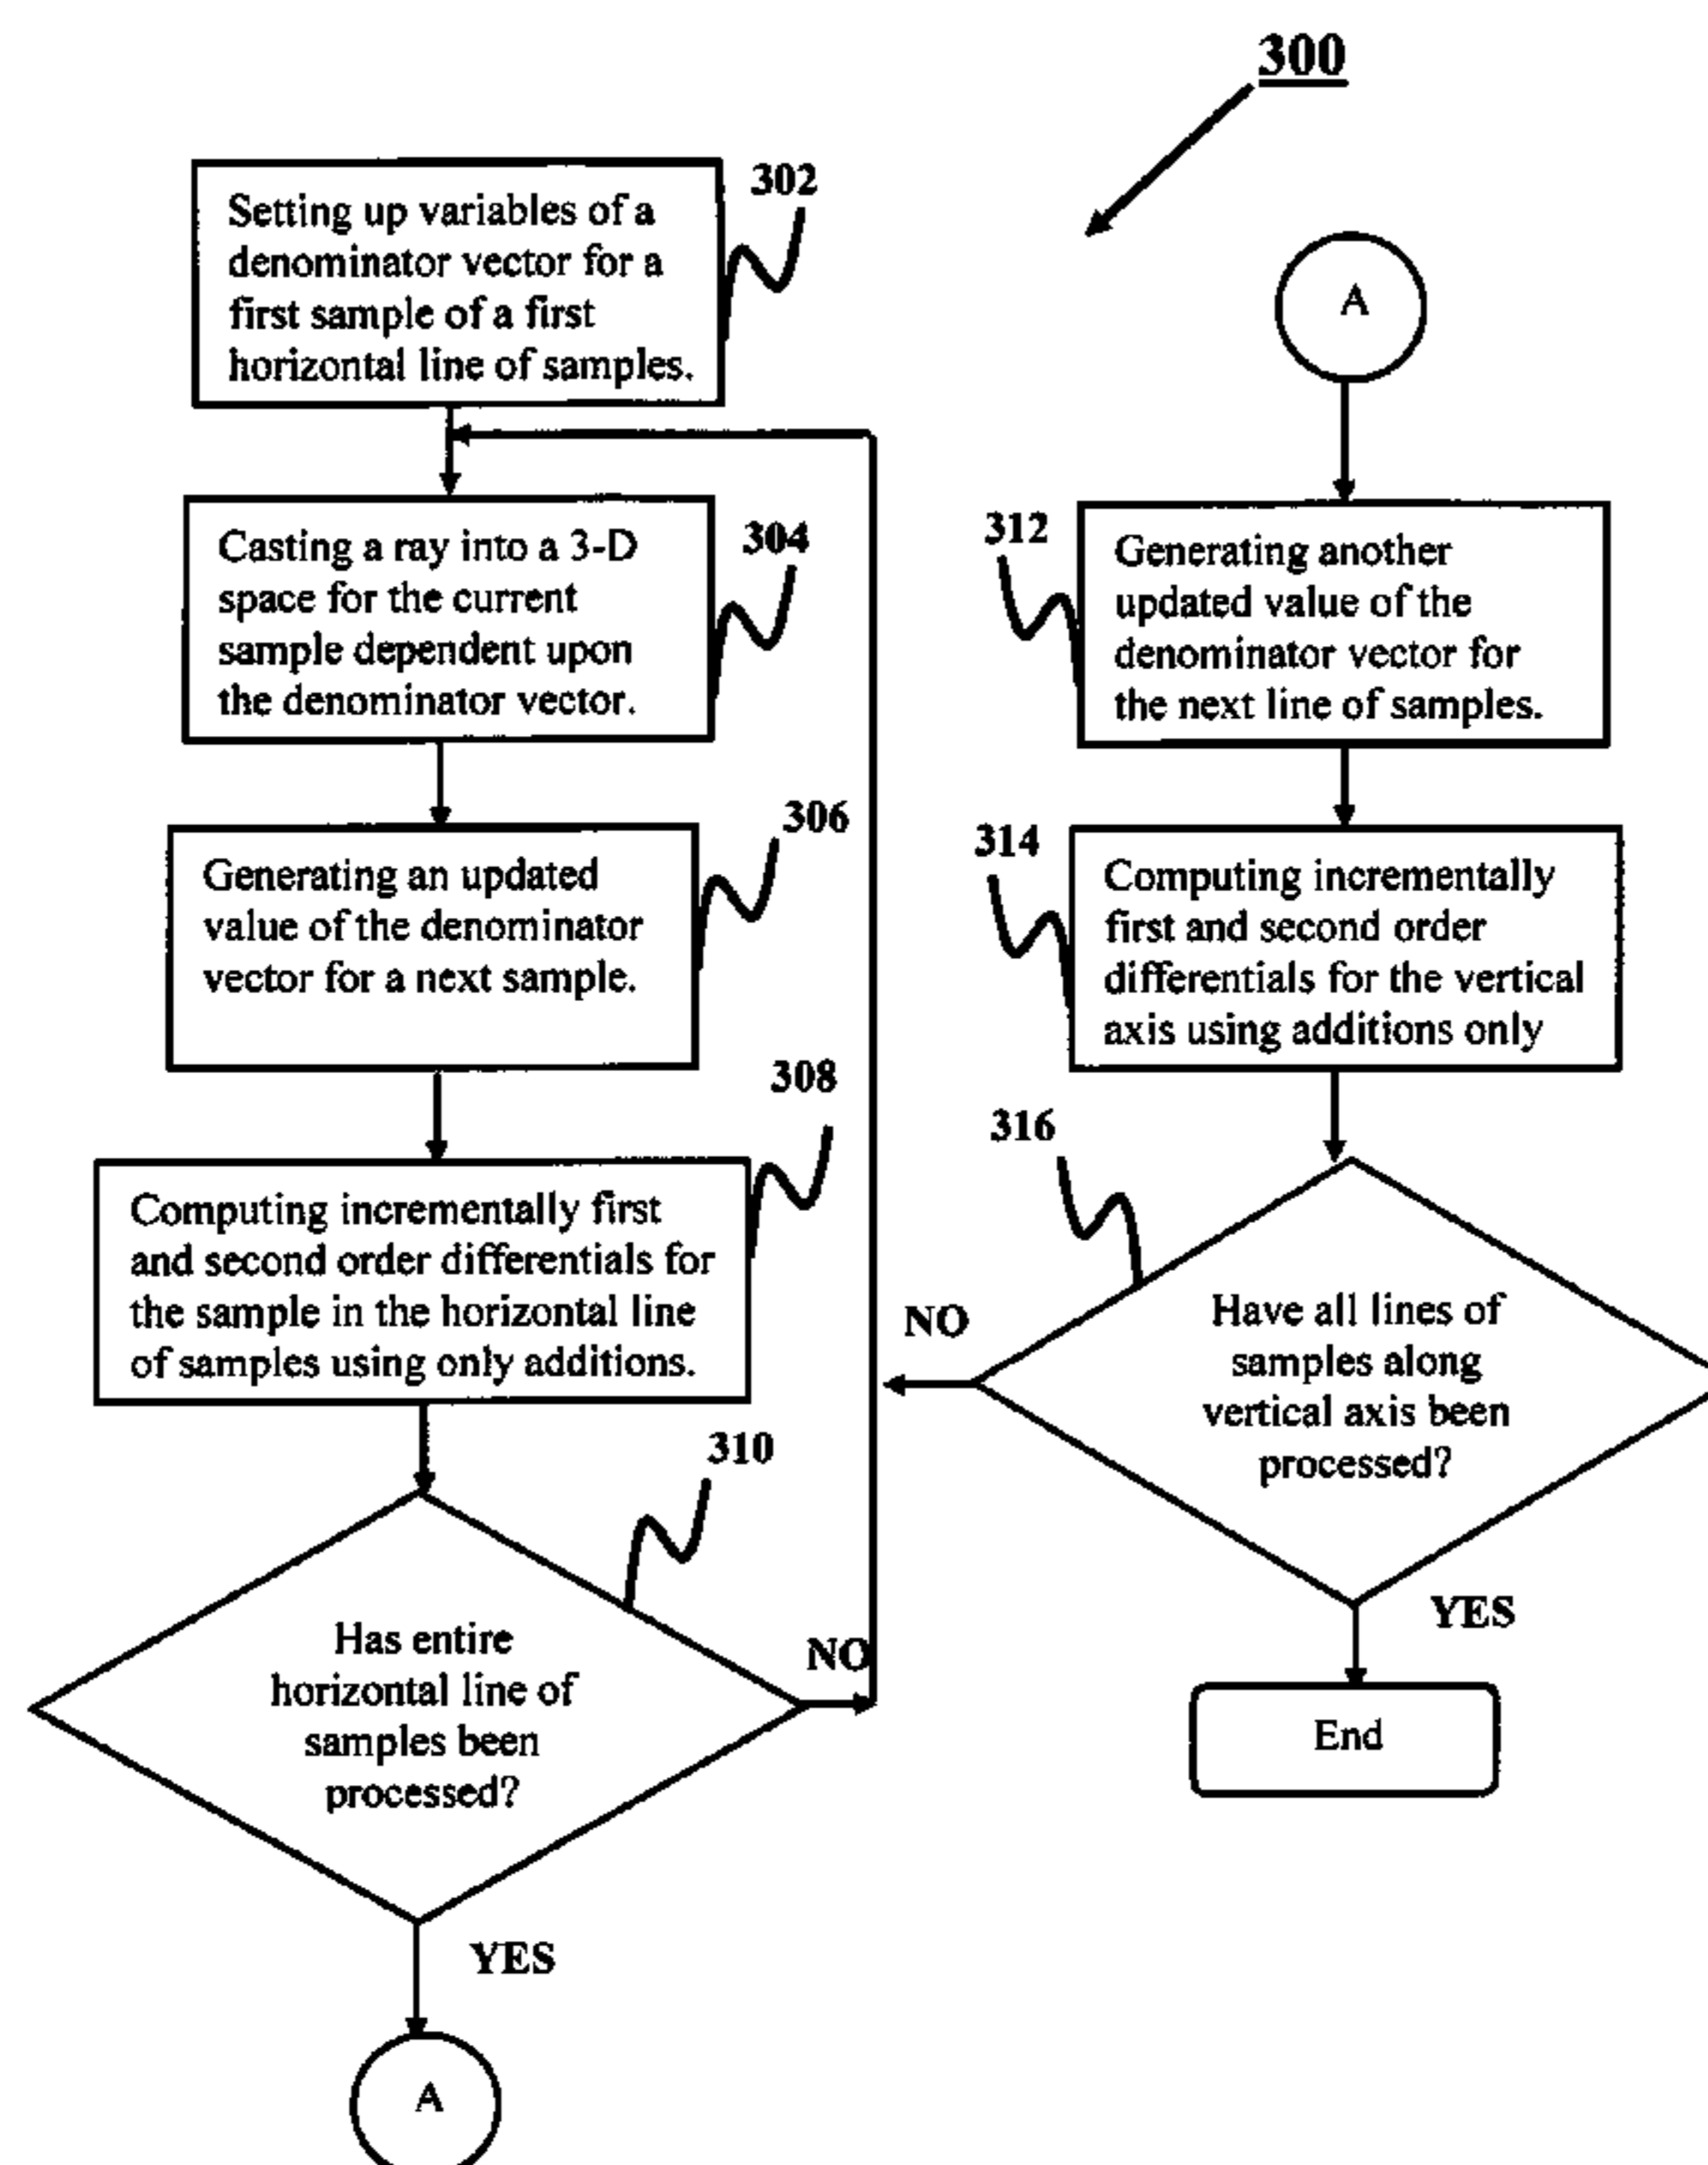 300
302
Setting up variables of a
denominator vector for a
first sample of a first
horizontal line of samples.
304
Casting a ray into a 3-D
space for the current
sample dependent upon
the denominator vector.
306
Generating an updated
value of the denominator
vector for a next sample.
308
Computing incrementally first
and second order differentials for
the sample in the horizontal line
of samples using only additions.
310
Has entire
horizontal line of
samples been
processed?
NO
YES
A
A
312
Generating another
updated value of the
denominator vector for
the next line of samples.
314
Computing incrementally
first and second order
differentials for the vertical
axis using additions only
316
Have all lines of
samples along
vertical axis been
processed?
NO
YES
End